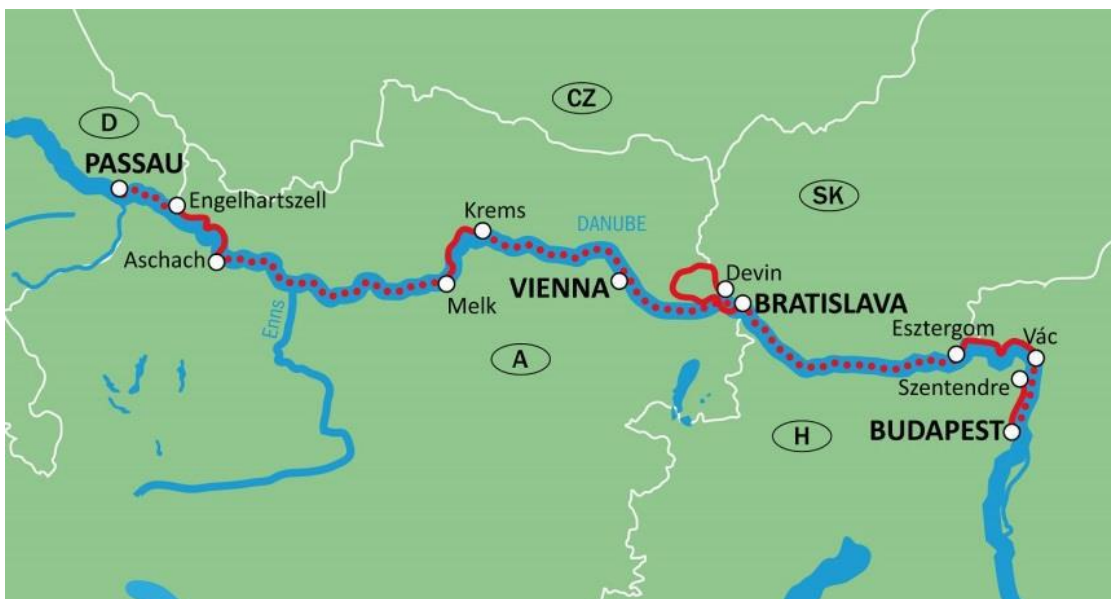 CZ
D
PASSAU
Engelhartszell
SK
Krems
DANUBE
Aschach
Devin
VIENNA
BRATISLAVA
Melk
Enns
Esztergom
Vác
A
Szentendre
H
BUDAPEST